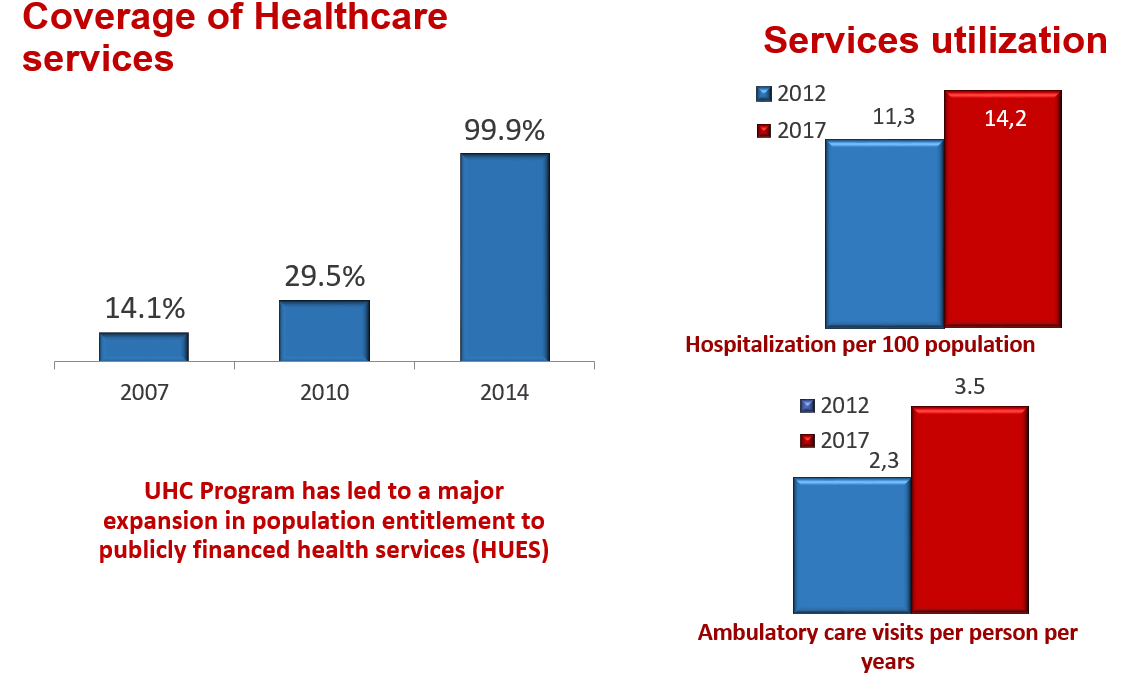 Coverage of Healthcare
services
99.9%
29.5%
14.1%
2007
2010
2014
UHC Program has led to a major
expansion in population entitlement to
publicly financed health services (HUES)
Services utilization
2012
2017
11,3
14,2
Hospitalization per 100 population
2012
2017
2,3
3.5
Ambulatory care visits per person per
years